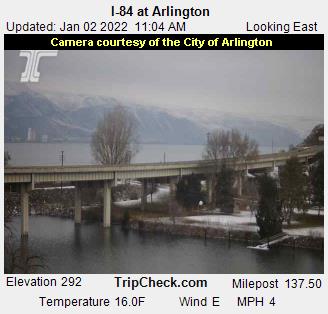 I-84 at Arlington
Updated: Jan 02 2022 11:04 AM Looking East
Camera courtesy of the City of Arlington
Elevation 292 TripCheck.com Milepost 137.50
Temperature 16.0F Wind E MPH 4